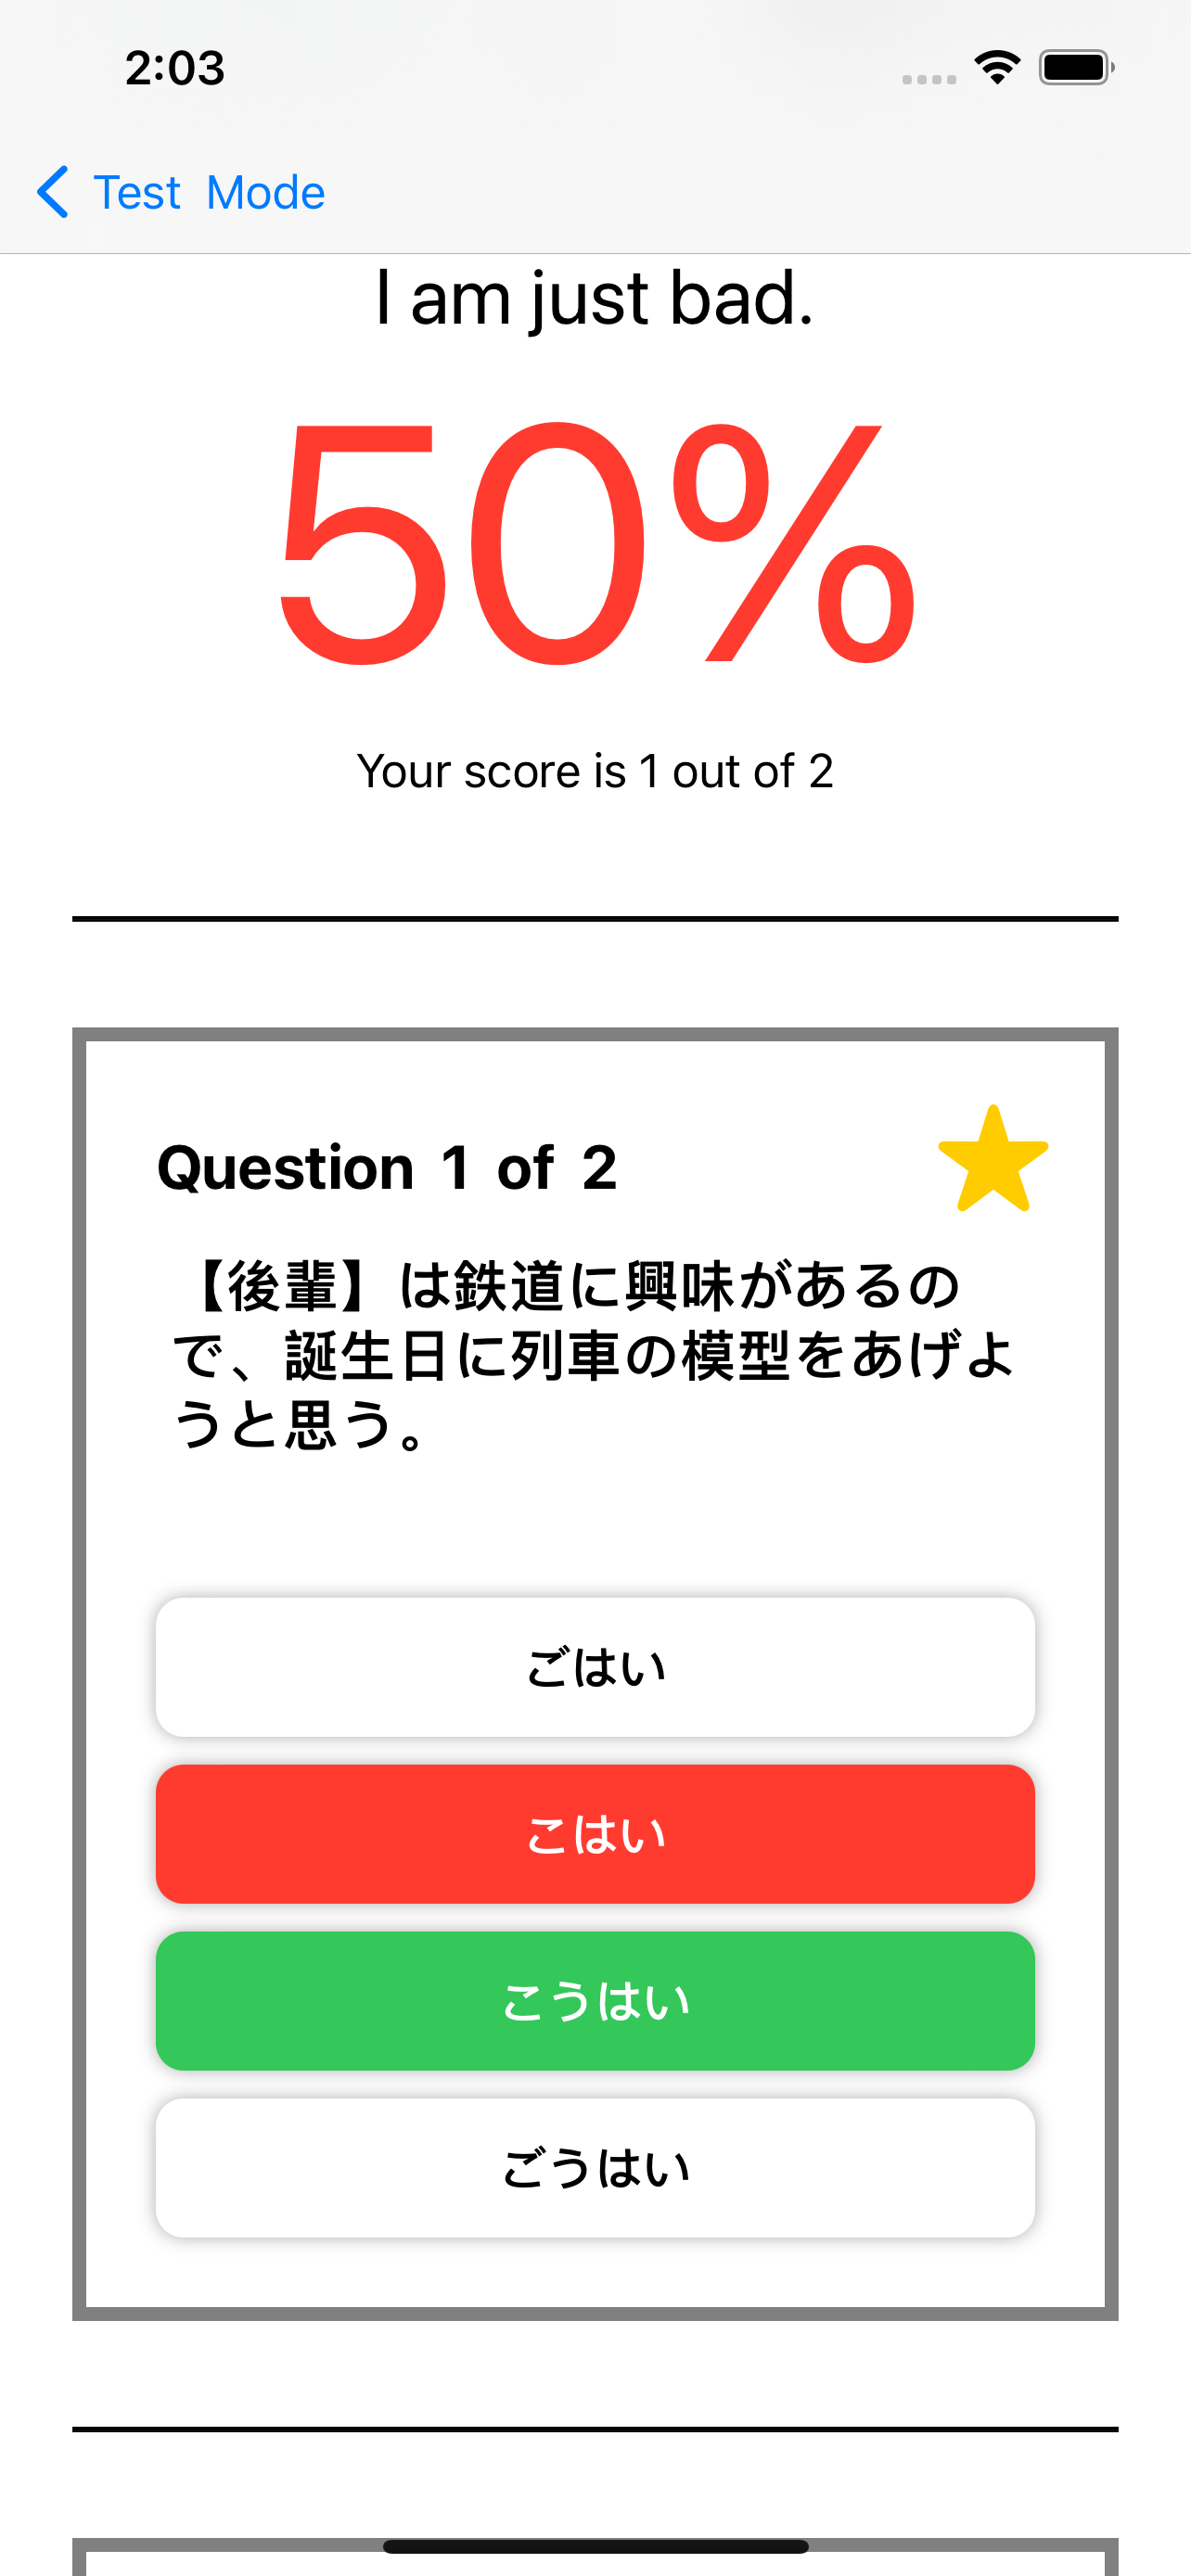 2:03
Test Mode
I am just bad.
50%
Your score is 1 out of 2
Question 1 of 2
【後輩】は鉄道に興味があるの
で、誕生日に列車の模型をあげよ
うと思う。
ごはい
こはい
こうはい
ごうはい